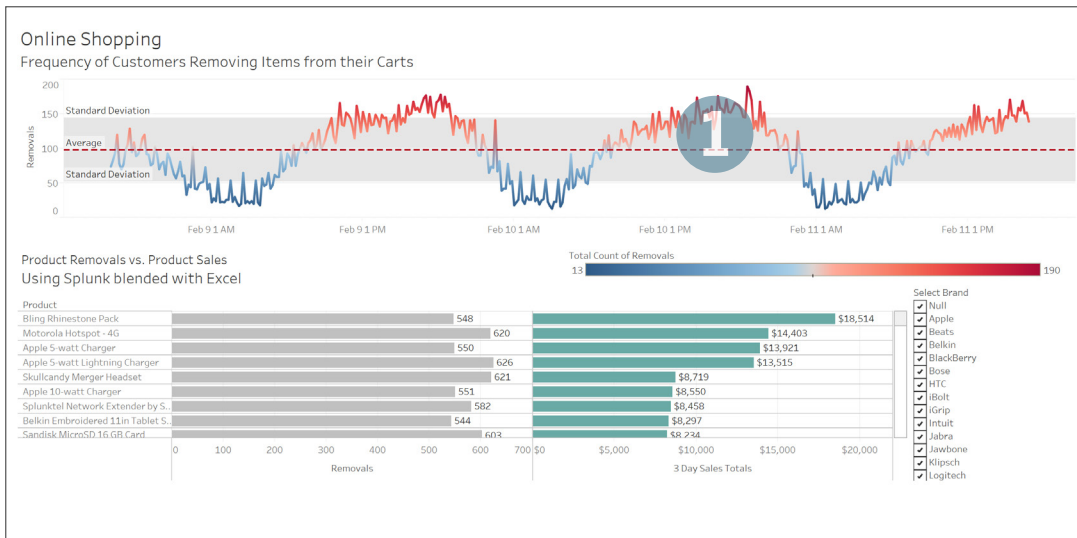 Online Shopping
Frequency of Customers Removing Items from their Carts
200
150
100
50
0
Removals
Standard Deviation
Average
Standard Deviation
1
Feb 9 1 AM
Feb 9 1 PM
Feb 10 1 AM
Feb 10 1 PM
Feb 11 1 AM
Feb 11 1 PM
Product Removals vs. Product Sales
Using Splunk blended with Excel
Total Count of Removals
13 190
Product
Bling Rhinestone Pack 548 $18,514
Motorola Hotspot - 4G 620 $14,403
Apple 5-watt Charger 550 $13,921
Apple 5-watt Lightning Charger 626 $13,515
Skullcandy Merger Headset 621 $8,719
Apple 10-watt Charger 551 $8,550
Splunktel Network Extender by S.. 582 $8,458
Belkin Embroidered 11in Tablet S.. 544 $8,297
Sandisk MicroSD 16 GB Card 603 $8,234
0 100 200 300 400 500 600 700 $0 $5,000 $10,000 $15,000 $20,000
Removals 3 Day Sales Totals
Select Brand
Null
Apple
Beats
Belkin
BlackBerry
Bose
HTC
iBolt
iGrip
Intuit
Jabra
Jawbone
Klipsch
Logitech